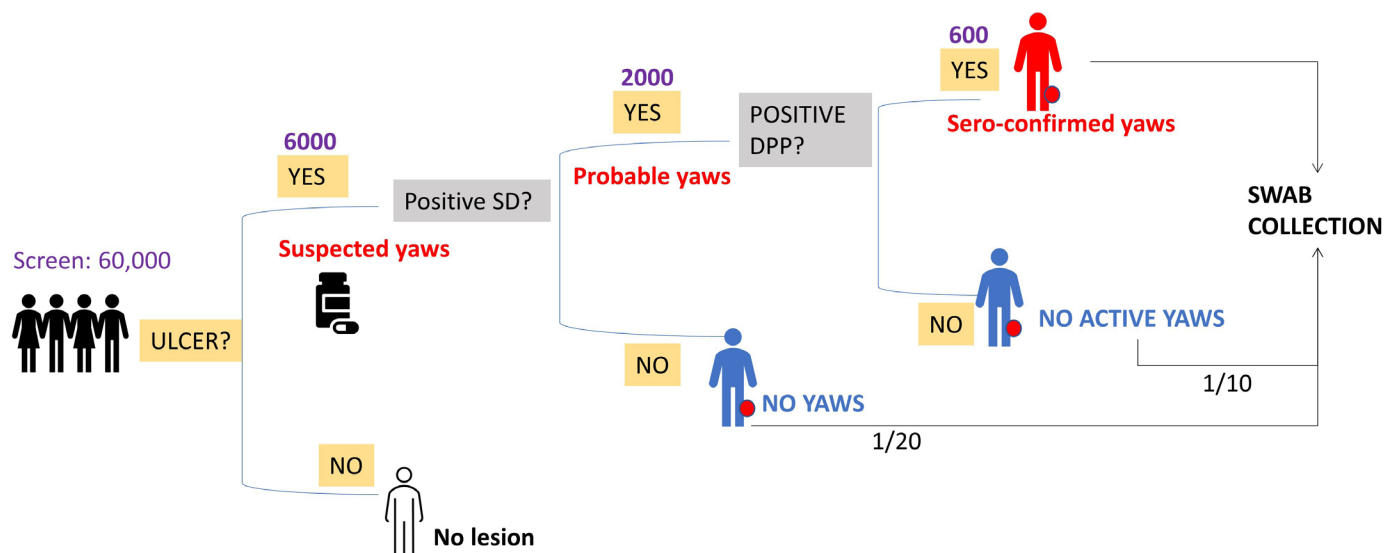 600
YES
2000
YES
POSITIVE
DPP?
Sero-confirmed yaws
6000
YES
Probable yaws
Positive SD?
SWAB
COLLECTION
Suspected yaws
Screen: 60,000
ULCER?
NO
NO ACTIVE YAWS
NO
NO YAWS
1/10
1/20
NO
No lesion